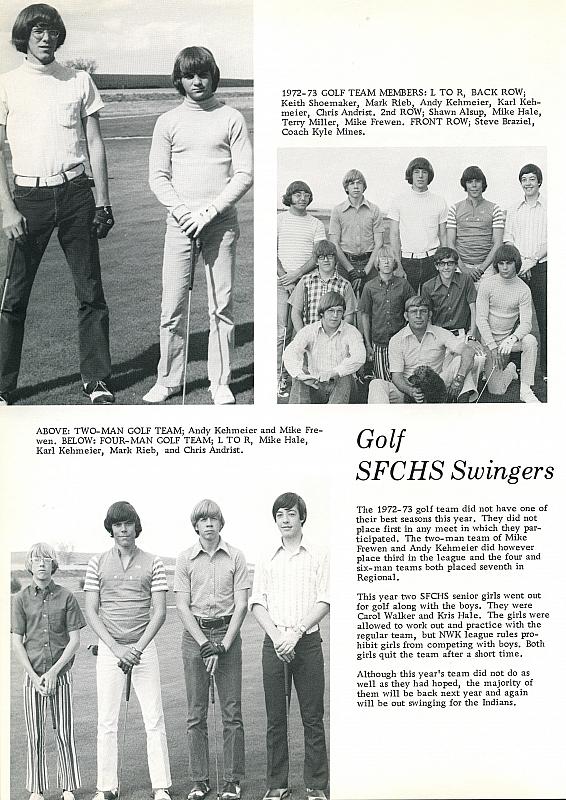 1972-73 GOLF TEAM MEMBERS: L TO R, BACK ROW;
Keith Shoemaker, Mark Rieb, Andy Kehmeier, Karl Keh-
meier, Chris Andrist. 2nd ROW; Shawn Alsup, Mike Hale,
Terry Miller, Mike Frewen. FRONT ROW; Steve Braziel,
Coach Kyle Mines.
ABOVE: TWO-MAN GOLF TEAM; Andy Kehmeier and Mike Fre-
wen. BELOW: FOUR-MAN GOLF TEAM; L TO R, Mike Hale,
Karl Kehmeier, Mark Rieb, and Chris Andrist.
Golf
SFCHS Swingers
The 1972-73 golf team did not have one of
their best seasons this year. They did not
place first in any meet in which they par-
ticipated. The two-man team of Mike
Frewen and Andy Kehmeier did however
place third in the league and the four and
six-man teams both placed seventh in
Regional.
This year two SFCHS senior girls went out
for golf along with the boys. They were
Carol Walker and Kris Hale. The girls were
allowed to work out and practice with the
regular team, but NWK league rules pro-
hibit girls from competing with boys. Both
girls quit the team after a short time.
Although this year's team did not do as
well as they had hoped, the majority of
them will be back next year and again
will be out swinging for the Indians.